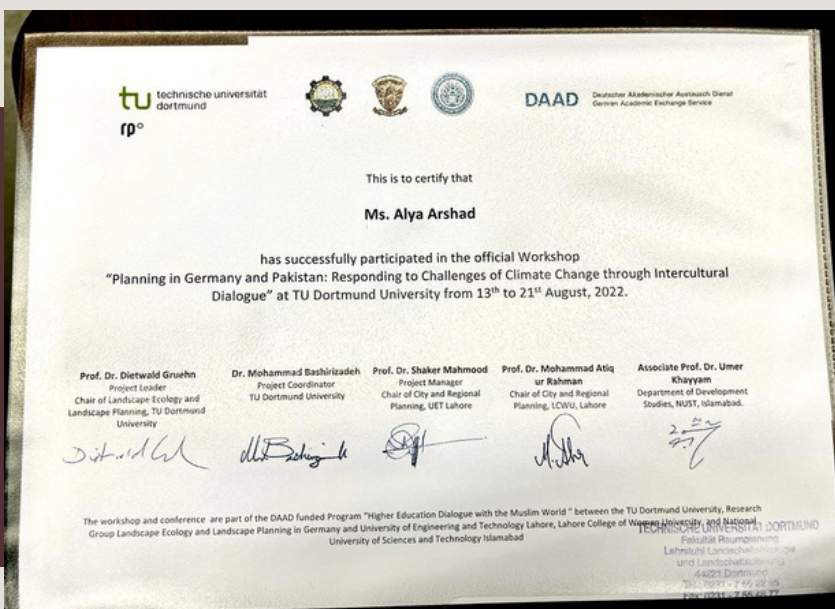 technische universität
dortmund
rp°
DAAD
Deutscher Akademischer Austausch Dienst
German Academic Exchange Service
This is to certify that
Ms. Alya Arshad
has successfully participated in the official Workshop
"Planning in Germany and Pakistan: Responding to Challenges of Climate Change through Intercultural
Dialogue" at TU Dortmund University from 13th to 21st August, 2022.
Prof. Dr. Dietwald Gruehn
Project Leader
Chair of Landscape Ecology and
Landscape Planning, TU Dortmund
University
Dr. Mohammad Bashirizadeh
Project Coordinator
TU Dortmund University
Prof. Dr. Shaker Mahmood
Project Manager
Chair of City and Regional
Planning, UET Lahore
Prof. Dr. Mohammad Atiq
ur Rahman
Chair of City and Regional
Planning, LCWU, Lahore
Associate Prof. Dr. Umer
Khayyam
Department of Development
Studies, NUST, Islamabad.
The workshop and conference are part of the DAAD funded Program "Higher Education Dialogue with the Muslim World" between the TU Dortmund University, Research
Group Landscape Ecology and Landscape Planning in Germany and University of Engineering and Technology Lahore, Lahore College of Women University, and National
University of Sciences and Technology Islamabad
TECHNISCHE UNIVERSITÄT DORTMUND
Fakultät Raumplanung
Lehrstuhl Landschaftsökologie
und Landschaftsplanung
44221 Dortmund